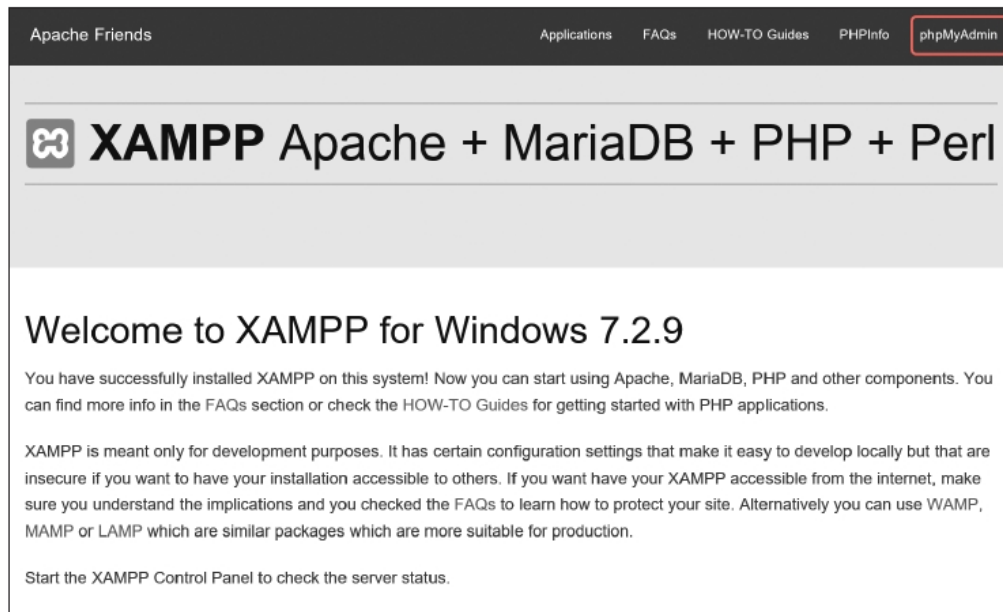 Apache Friends
Applications FAQs HOW-TO Guides PHPInfo phpMyAdmin
XAMPP Apache + MariaDB + PHP + Perl
Welcome to XAMPP for Windows 7.2.9
You have successfully installed XAMPP on this system! Now you can start using Apache, MariaDB, PHP and other components. You
can find more info in the FAQs section or check the HOW-TO Guides for getting started with PHP applications.
XAMPP is meant only for development purposes. It has certain configuration settings that make it easy to develop locally but that are
insecure if you want to have your installation accessible to others. If you want have your XAMPP accessible from the internet, make
sure you understand the implications and you checked the FAQs to learn how to protect your site. Alternatively you can use WAMP,
MAMP or LAMP which are similar packages which are more suitable for production.
Start the XAMPP Control Panel to check the server status.